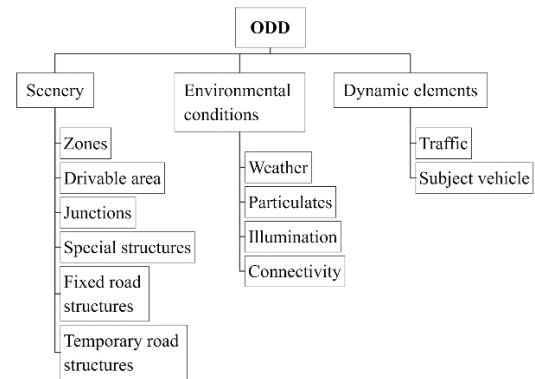 ODD
Scenery
Zones
Drivable area
Junctions
Special structures
Fixed road
structures
Temporary road
structures
Environmental
conditions
Weather
Particulates
Illumination
Connectivity
Dynamic elements
Traffic
Subject vehicle